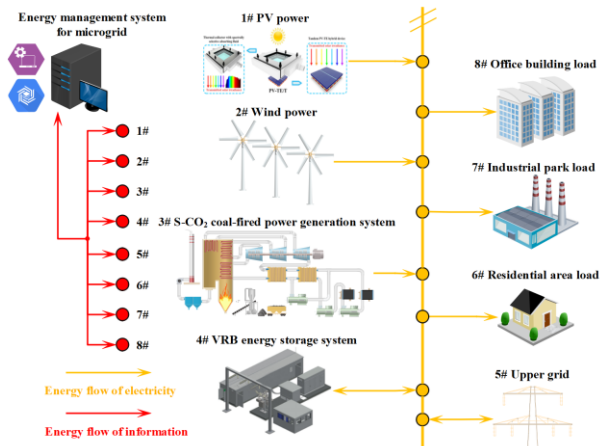 Energy management system
for microgrid
1# PV power
PV-TE/T
8# Office building load
2# Wind power
1#
2#
3#
4#
5#
6#
7#
8#
7# Industrial park load
3# S-CO₂ coal-fired power generation system
6# Residential area load
4# VRB energy storage system
5# Upper grid
Energy flow of electricity
Energy flow of information